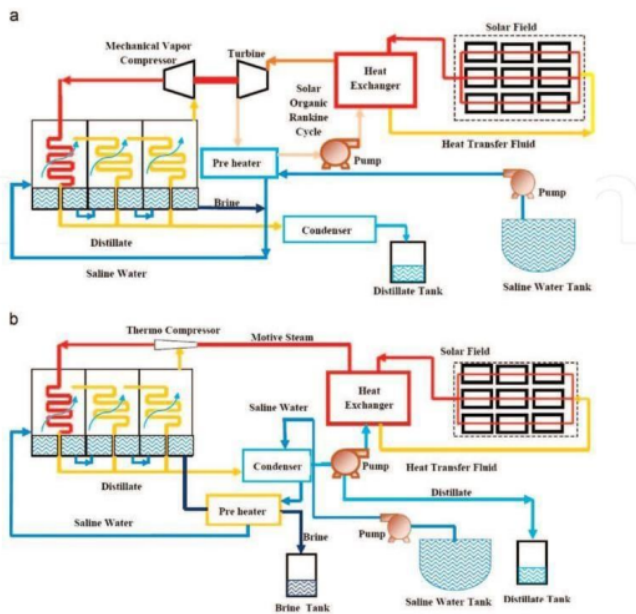 a
Mechanical Vapor
Compressor
Turbine
Solar Field
Heat
Exchanger
Solar
Organic
Rankine
Cycle
Heat Transfer Fluid
Pre heater
Pump
Pump
Brine
Distillate
Condenser
Saline Water
Distillate Tank
Saline Water Tank
b
Thermo Compressor
Motive Steam
Solar Field
Heat
Exchanger
Saline Water
Condenser
Pump
Heat Transfer Fluid
Distillate
Distillate
Pre heater
Saline Water
Brine
Pump
Saline Water Tank
Distillate Tank
Brine Tank